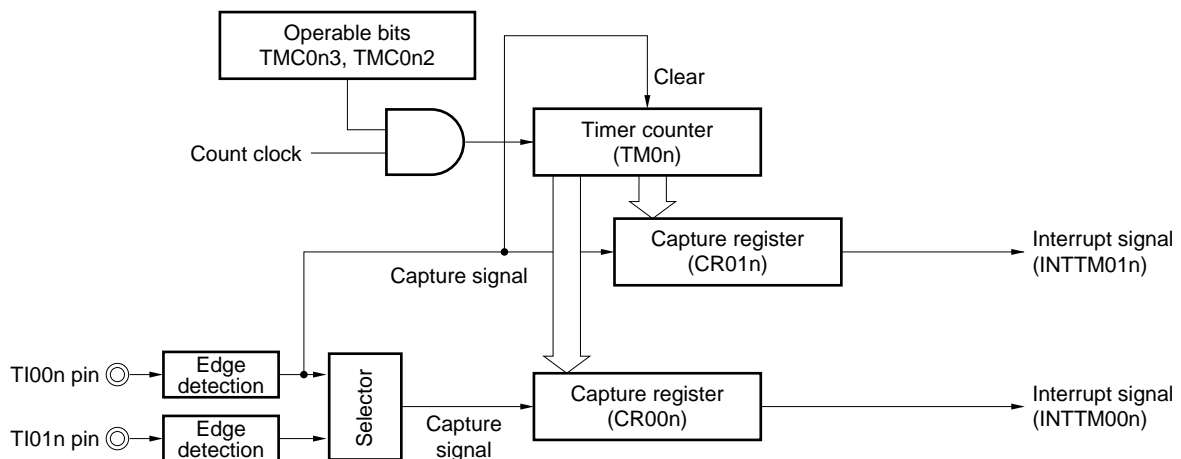 Operable bits
TMC0n3, TMC0n2
Clear
Timer counter
(TM0n)
Count clock
Capture register
(CR01n)
Interrupt signal
(INTTM01n)
Capture signal
TI00n pin
Edge
detection
Selector
Capture register
(CR00n)
Interrupt signal
(INTTM00n)
TI01n pin
Edge
detection
Capture
signal